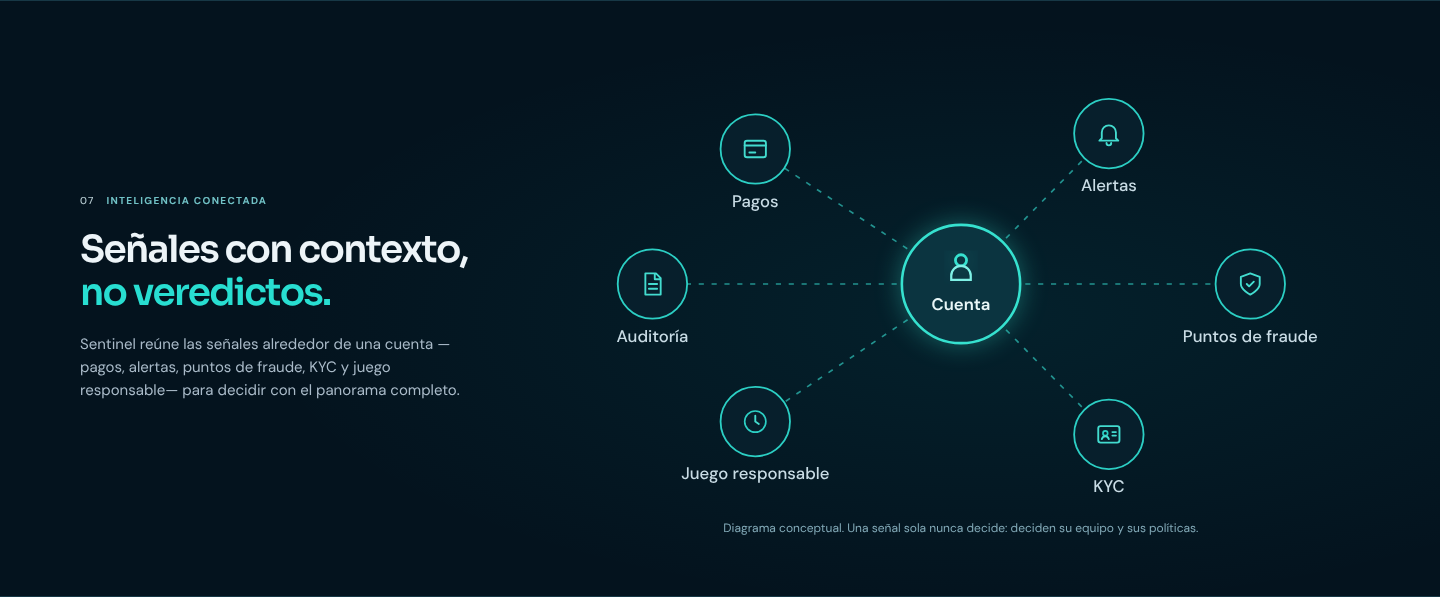 07 INTELIGENCIA CONECTADA
Señales con contexto,
no veredictos.
Sentinel reúne las señales alrededor de una cuenta —
pagos, alertas, puntos de fraude, KYC y juego
responsable— para decidir con el panorama completo.
Pagos
Alertas
Cuenta
Auditoría
Puntos de fraude
Juego responsable
KYC
Diagrama conceptual. Una señal sola nunca decide: deciden su equipo y sus políticas.